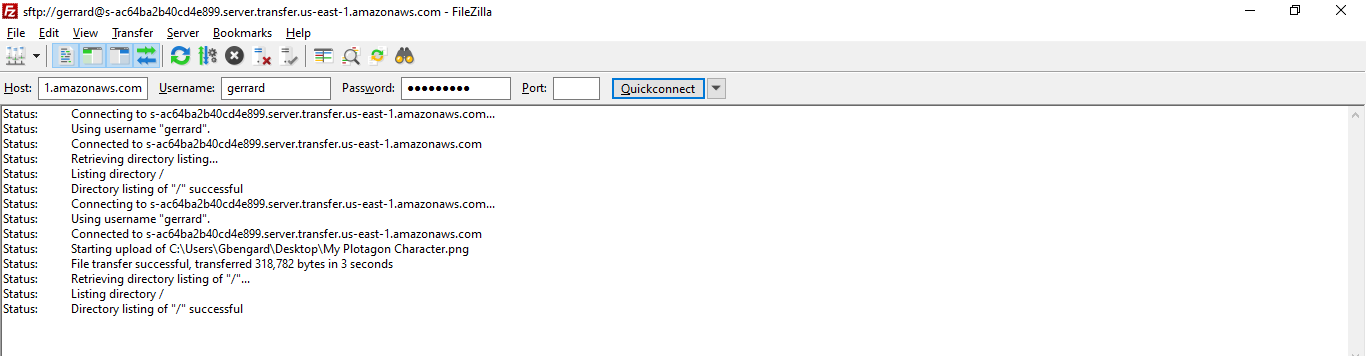 Fz sftp://gerrard@s-ac64ba2b40cd4e899.server.transfer.us-east-1.amazonaws.com - FileZilla
File Edit View Transfer Server Bookmarks Help
Host: 1.amazonaws.com Username: gerrard Password: ●●●●●●●●● Port: Quickconnect
Status: Connecting to s-ac64ba2b40cd4e899.server.transfer.us-east-1.amazonaws.com...
Status: Using username "gerrard".
Status: Connected to s-ac64ba2b40cd4e899.server.transfer.us-east-1.amazonaws.com
Status: Retrieving directory listing...
Status: Listing directory /
Status: Directory listing of "/" successful
Status: Connecting to s-ac64ba2b40cd4e899.server.transfer.us-east-1.amazonaws.com...
Status: Using username "gerrard".
Status: Connected to s-ac64ba2b40cd4e899.server.transfer.us-east-1.amazonaws.com
Status: Starting upload of C:\Users\Gbengard\Desktop\My Plotagon Character.png
Status: File transfer successful, transferred 318,782 bytes in 3 seconds
Status: Retrieving directory listing of "/"...
Status: Listing directory /
Status: Directory listing of "/" successful